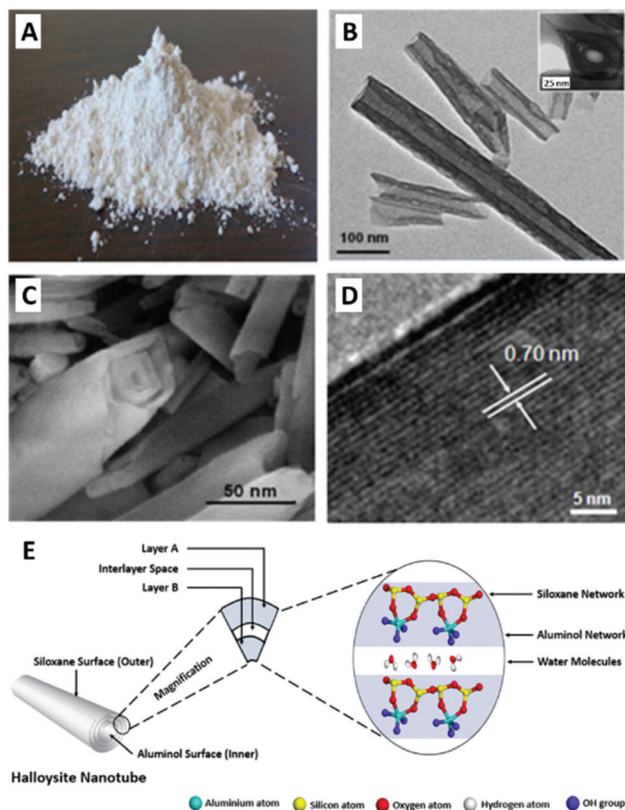 A
B
25 nm
100 nm
C
D
0.70 nm
50 nm
5 nm
E
Layer A
Interlayer Space
Layer B
Siloxane Network
Aluminol Network
Siloxane Surface (Outer)
Magnification
Water Molecules
Aluminol Surface (Inner)
Halloysite Nanotube
Aluminium atom Silicon atom Oxygen atom Hydrogen atom OH group